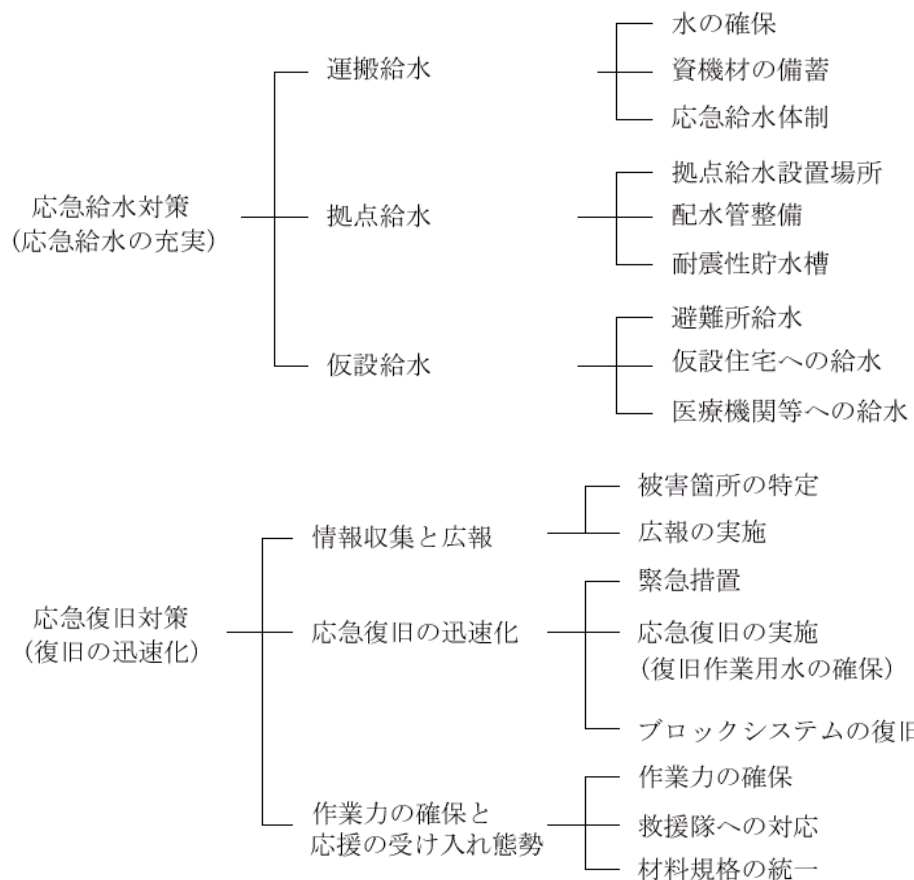 応急給水対策
(応急給水の充実)
運搬給水
水の確保
資機材の備蓄
応急給水体制
拠点給水
拠点給水設置場所
配水管整備
耐震性貯水槽
仮設給水
避難所給水
仮設住宅への給水
医療機関等への給水
応急復旧対策
(復旧の迅速化)
情報収集と広報
被害箇所の特定
広報の実施
応急復旧の迅速化
緊急措置
応急復旧の実施
(復旧作業用水の確保)
ブロックシステムの復旧
作業力の確保と
応援の受け入れ態勢
作業力の確保
救援隊への対応
材料規格の統一